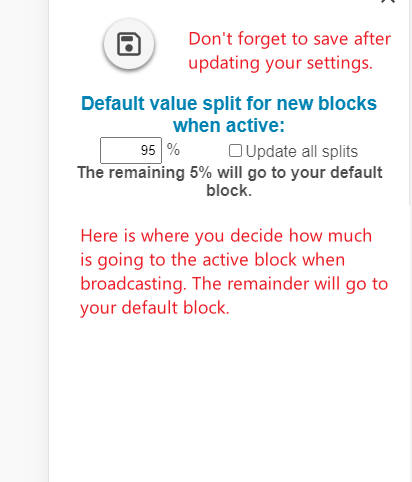 Don't forget to save after
updating your settings.
Default value split for new blocks
when active:
95 % Update all splits
The remaining 5% will go to your default
block.
Here is where you decide how much
is going to the active block when
broadcasting. The remainder will go to
your default block.